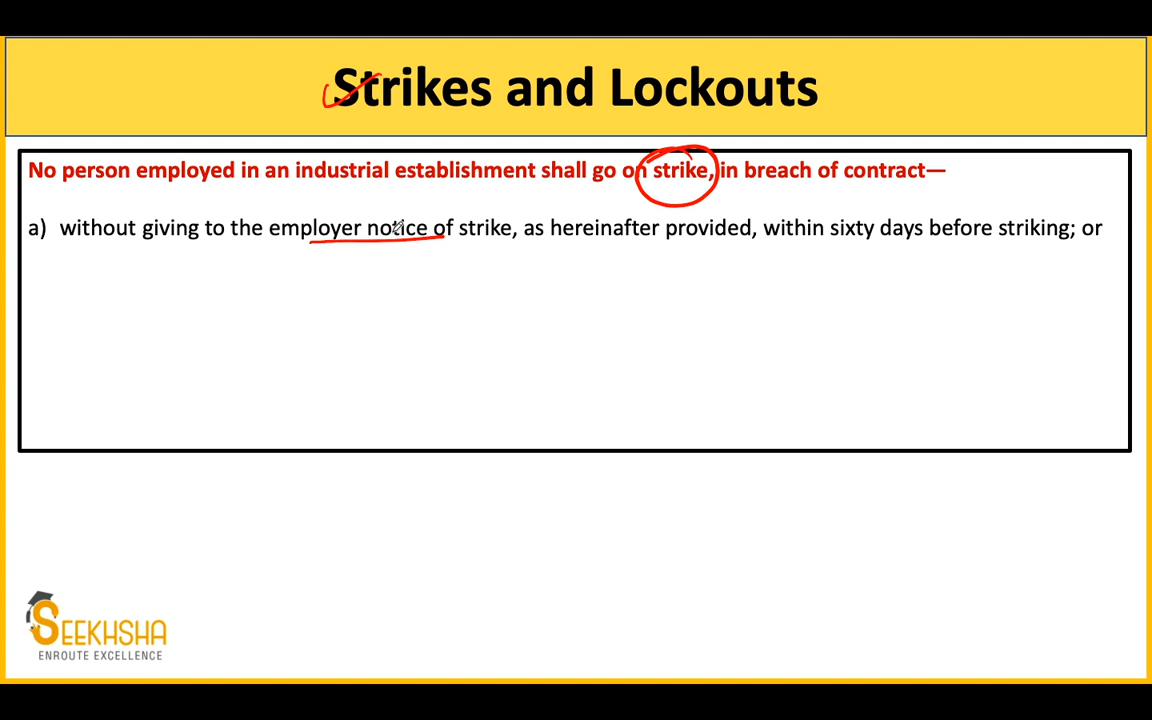 Strikes and Lockouts
No person employed in an industrial establishment shall go on strike, in breach of contract—
a) without giving to the employer notice of strike, as hereinafter provided, within sixty days before striking; or
SEEKHSHA
ENROUTE EXCELLENCE